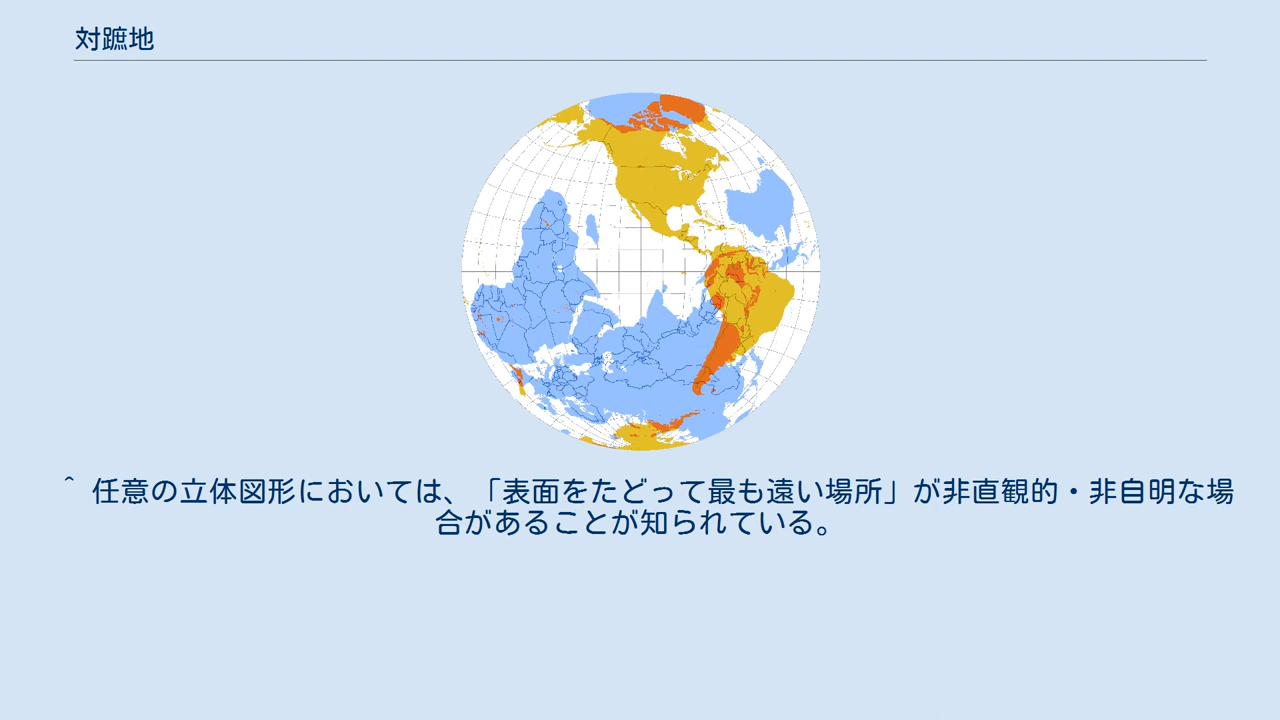 対蹠地
^ 任意の立体図形においては、「表面をたどって最も遠い場所」が非直観的・非自明な場
合があることが知られている。